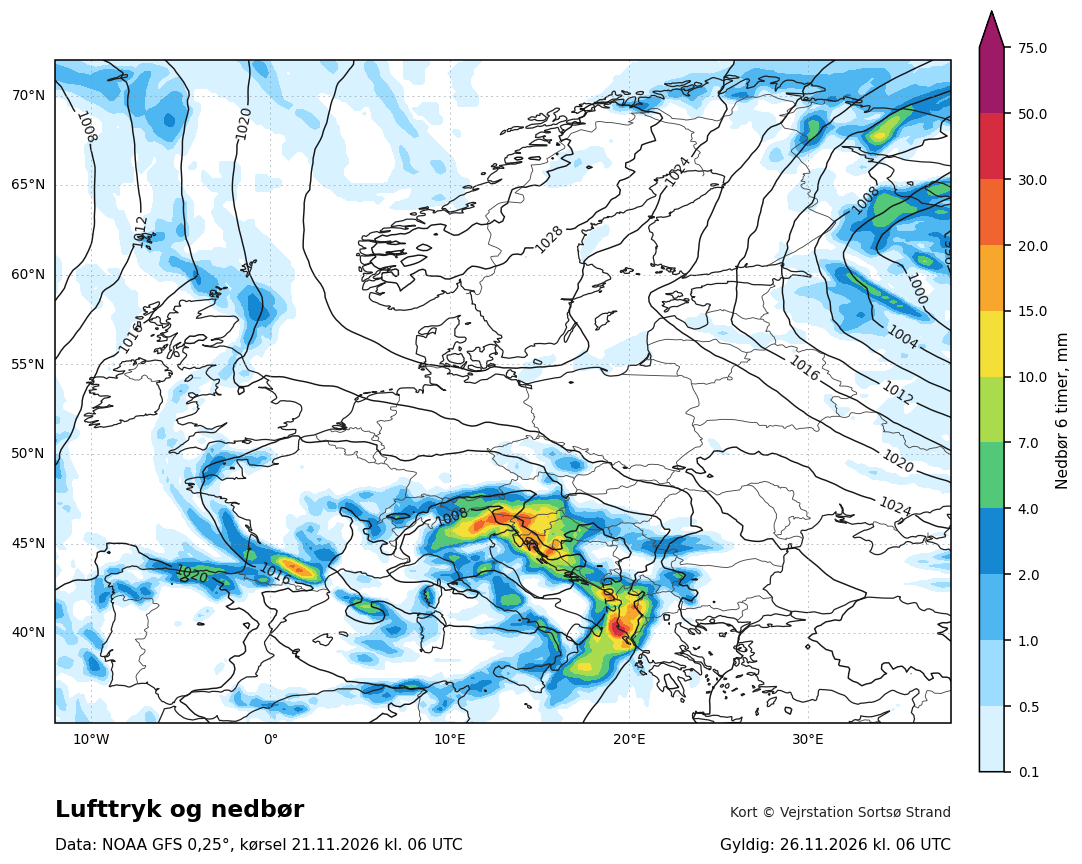 75.0
50.0
30.0
20.0
15.0
10.0
7.0
4.0
2.0
1.0
0.5
0.1
Nedbør 6 timer, mm
70°N
65°N
60°N
55°N
50°N
45°N
40°N
10°W
0°
10°E
20°E
30°E
1008
1020
1012
1016
1024
1028
1008
1000
1004
1016
1012
1020
1024
1008
1020
1016
1012
Lufttryk og nedbør
Kort © Vejrstation Sortsø Strand
Data: NOAA GFS 0,25°, kørsel 21.11.2026 kl. 06 UTC
Gyldig: 26.11.2026 kl. 06 UTC